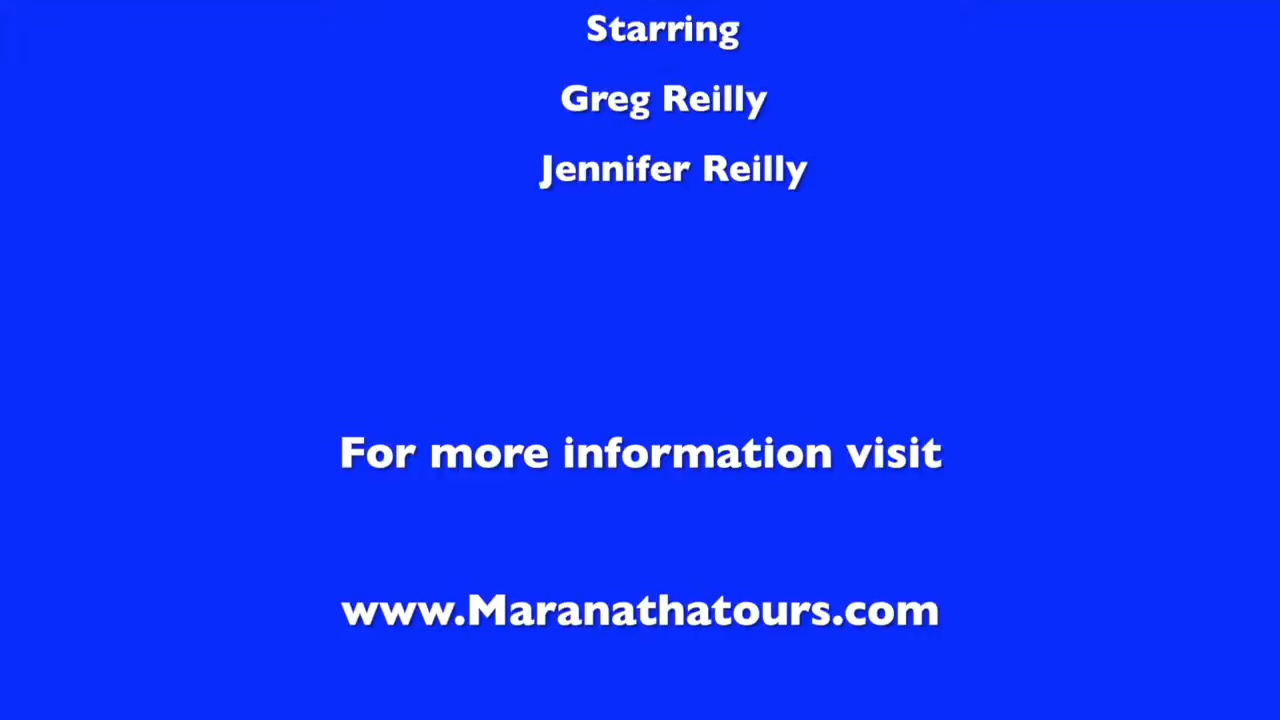 Starring
Greg Reilly
Jennifer Reilly
For more information visit
www.Maranathatours.com